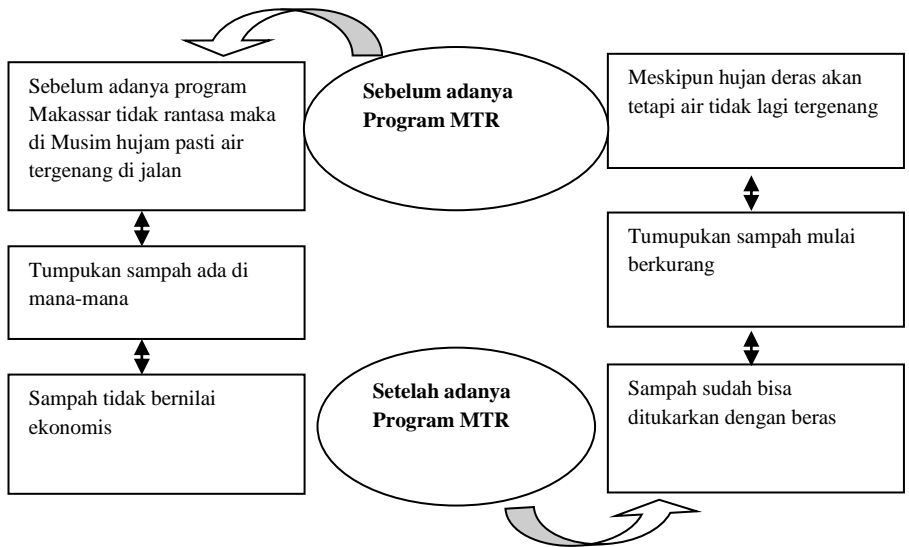 Sebelum adanya program
Makassar tidak rantasa maka
di Musim hujam pasti air
tergenang di jalan
Tumpukan sampah ada di
mana-mana
Sampah tidak bernilai
ekonomis
Sebelum adanya
Program MTR
Setelah adanya
Program MTR
Meskipun hujan deras akan
tetapi air tidak lagi tergenang
Tumupukan sampah mulai
berkurang
Sampah sudah bisa
ditukarkan dengan beras